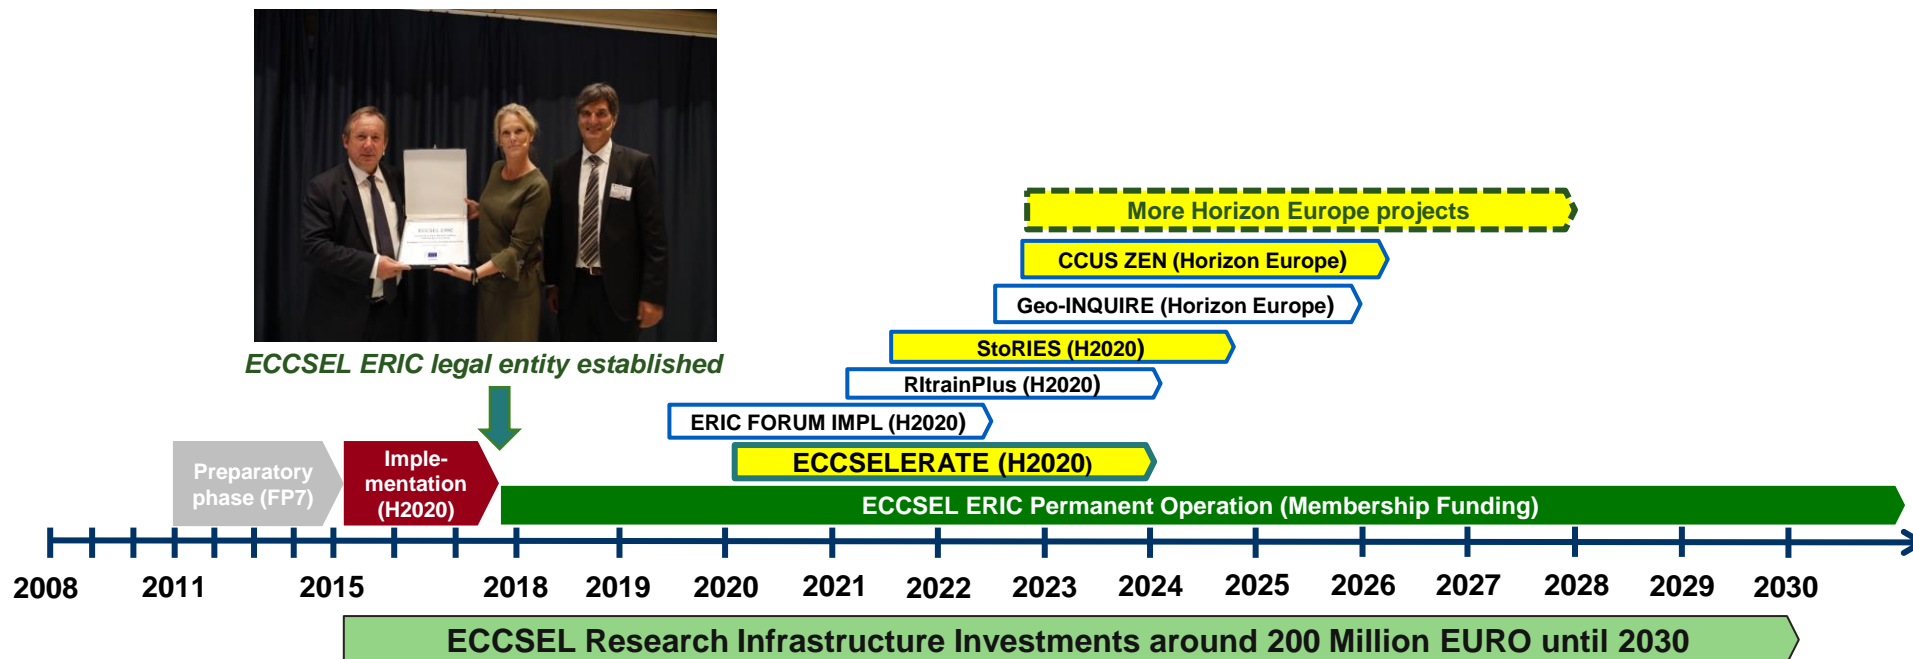 ECCSEL ERIC
ECCSEL ERIC legal entity established
More Horizon Europe projects
CCUS ZEN (Horizon Europe)
Geo-INQUIRE (Horizon Europe)
StoRIES (H2020)
RItrainPlus (H2020)
ERIC FORUM IMPL (H2020)
ECCSELERATE (H2020)
Preparatory
phase (FP7)
Imple-
mentation
(H2020)
ECCSEL ERIC Permanent Operation (Membership Funding)
2008 2011 2015 2018 2019 2020 2021 2022 2023 2024 2025 2026 2027 2028 2029 2030
ECCSEL Research Infrastructure Investments around 200 Million EURO until 2030